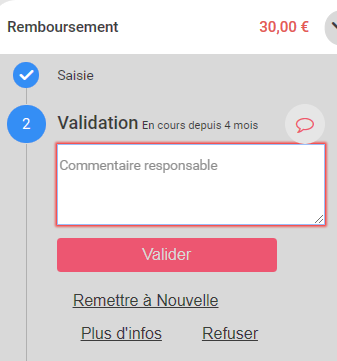 Remboursement 30,00 €
Saisie
2 Validation En cours depuis 4 mois
Commentaire responsable
Valider
Remettre à Nouvelle
Plus d'infos Refuser